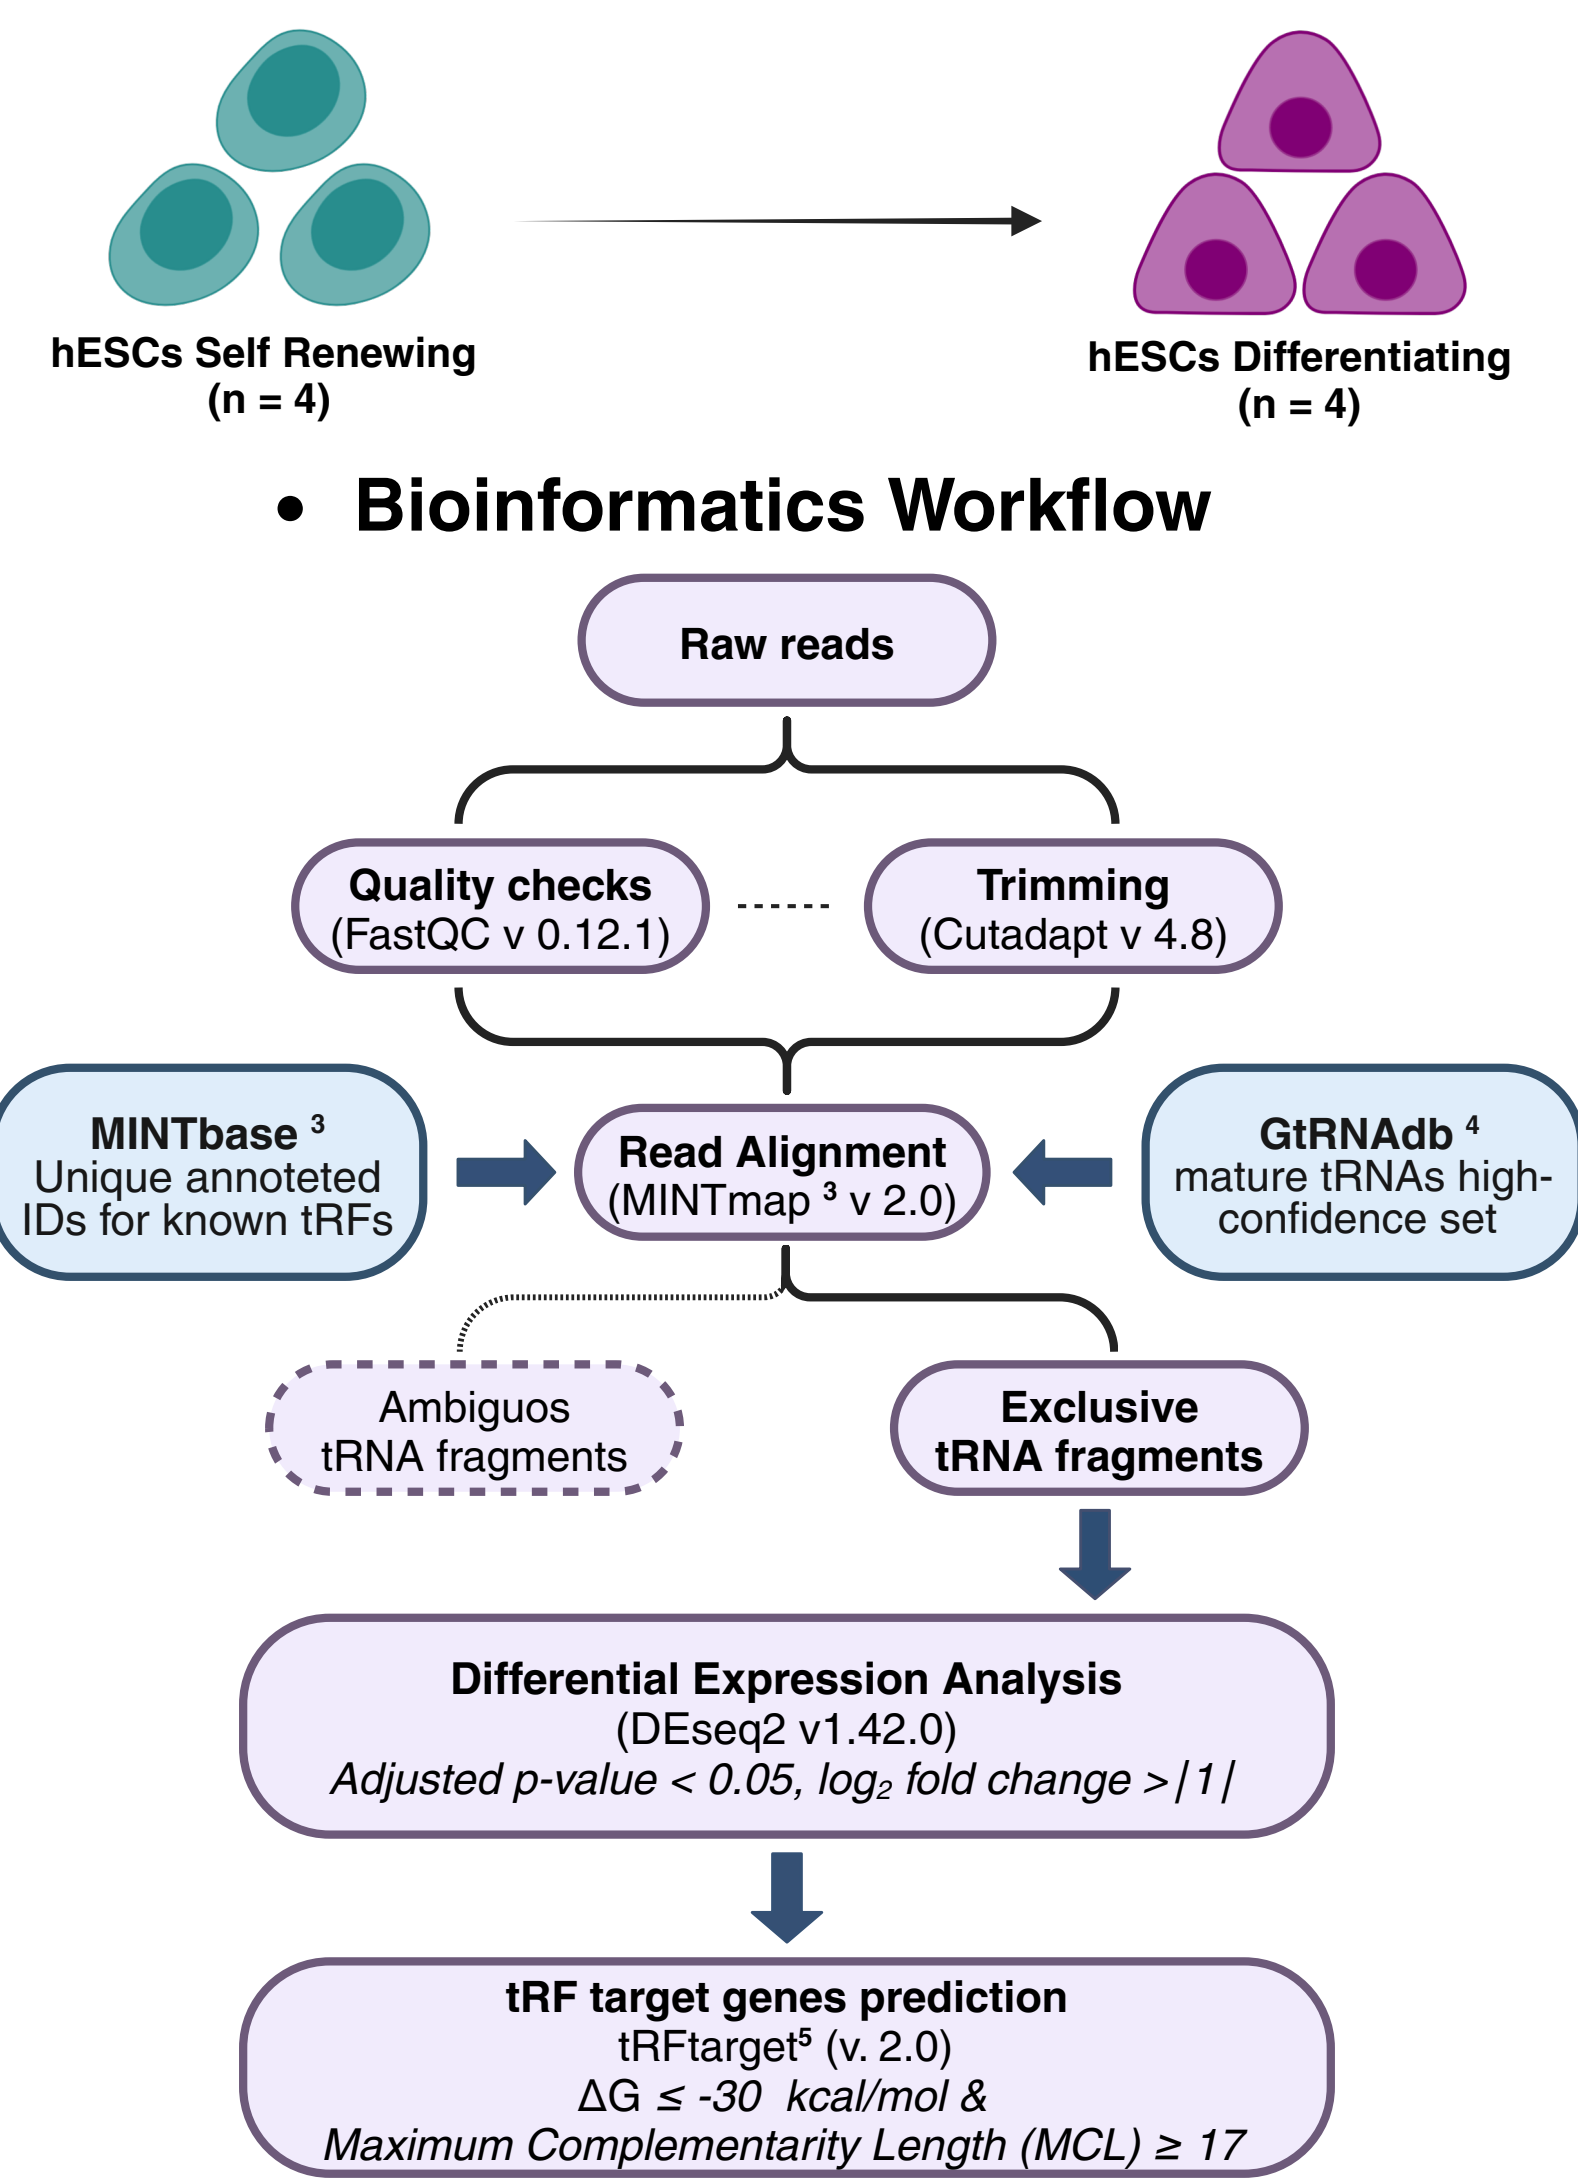 hESCs Self Renewing
(n = 4)
hESCs Differentiating
(n = 4)
• Bioinformatics Workflow
Raw reads
Quality checks
(FastQC v 0.12.1)
Trimming
(Cutadapt v 4.8)
MINTbase ³
Unique annoteted
IDs for known tRFs
Read Alignment
(MINTmap ³ v 2.0)
GtRNAdb ⁴
mature tRNAs high-
confidence set
Ambiguos
tRNA fragments
Exclusive
tRNA fragments
Differential Expression Analysis
(DEseq2 v1.42.0)
Adjusted p-value < 0.05, log₂ fold change >|1|
tRF target genes prediction
tRFtarget⁵ (v. 2.0)
ΔG ≤ -30 kcal/mol &
Maximum Complementarity Length (MCL) ≥ 17